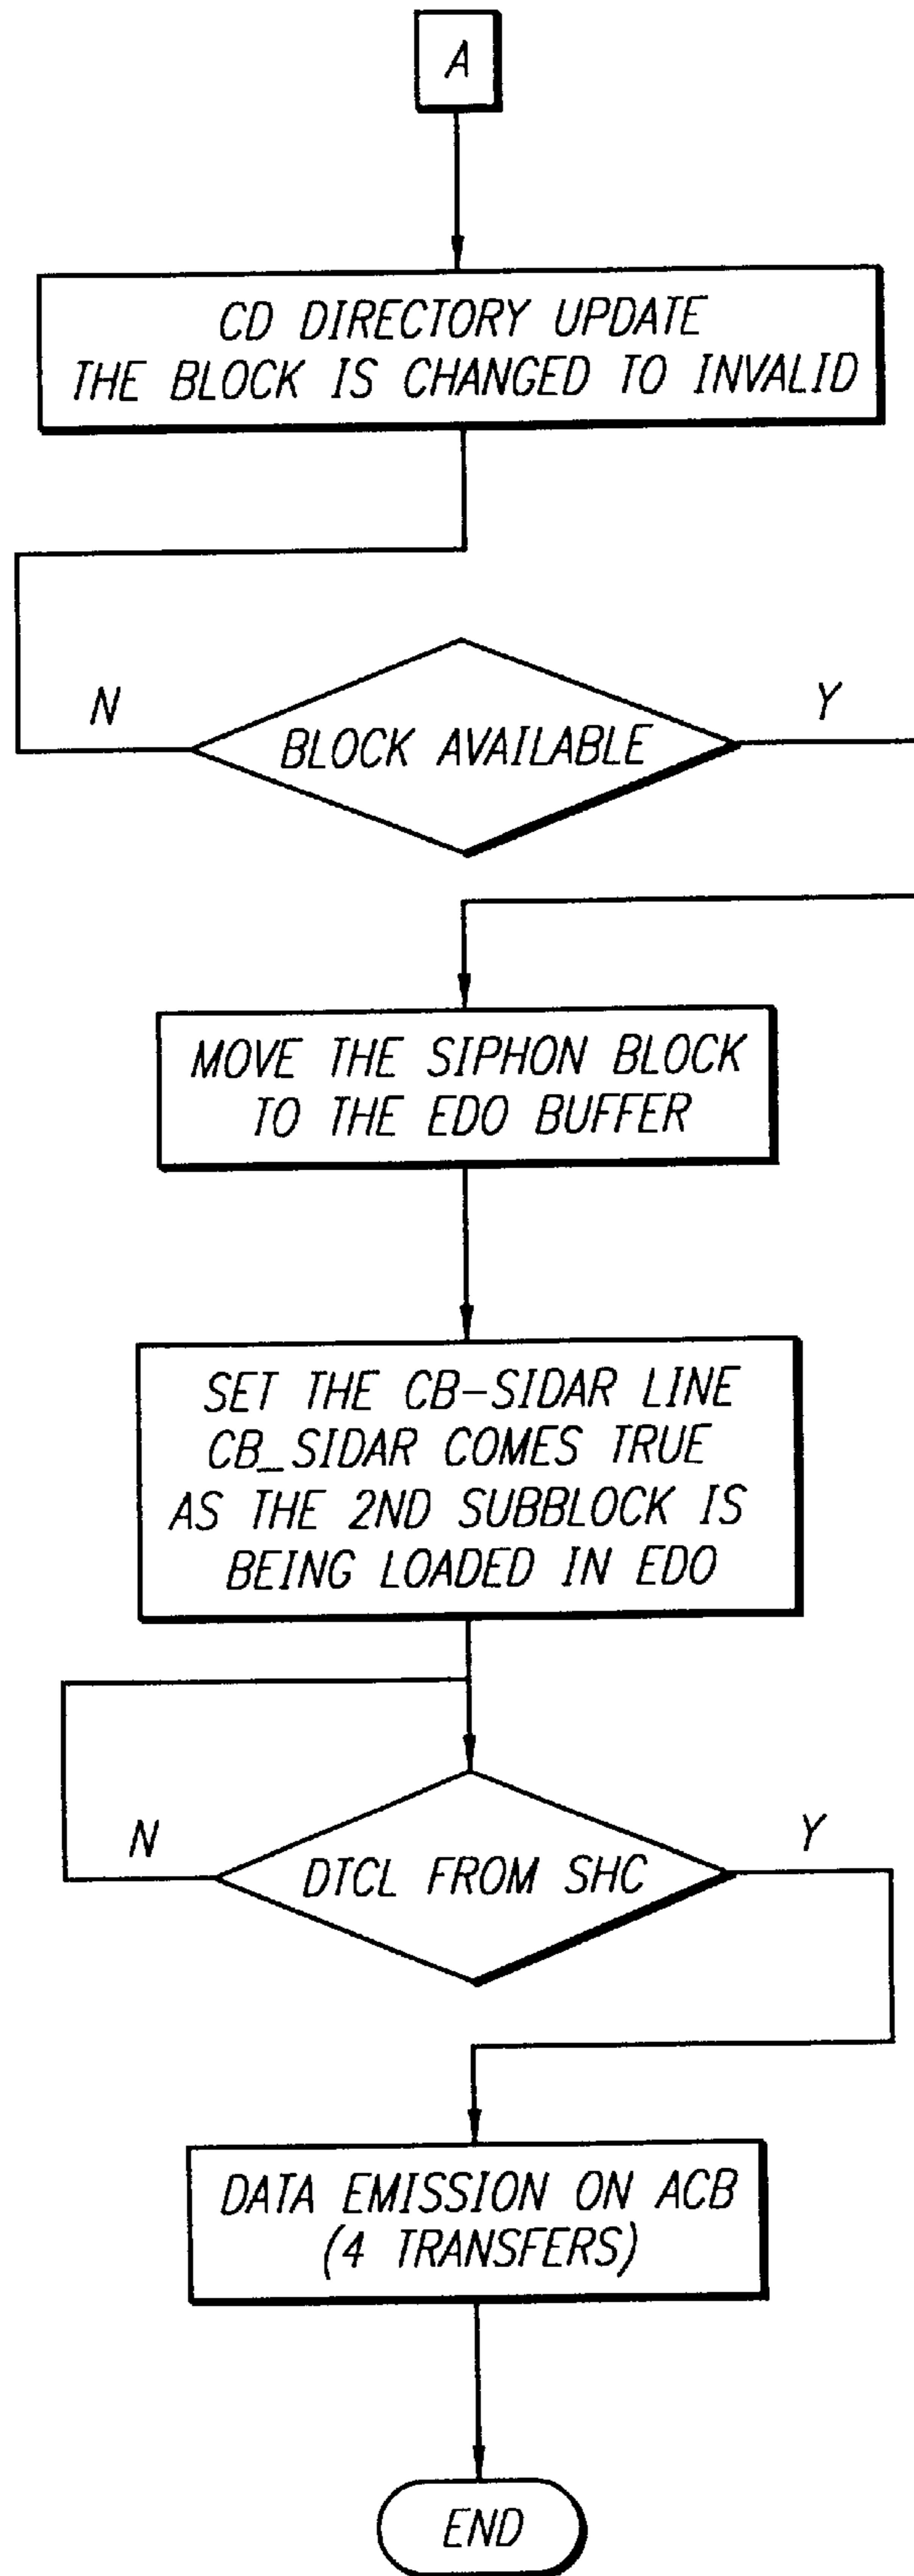 A
CD DIRECTORY UPDATE
THE BLOCK IS CHANGED TO INVALID
N
Y
BLOCK AVAILABLE
MOVE THE SIPHON BLOCK
TO THE EDO BUFFER
SET THE CB-SIDAR LINE
CB_SIDAR COMES TRUE
AS THE 2ND SUBBLOCK IS
BEING LOADED IN EDO
N
Y
DTCL FROM SHC
DATA EMISSION ON ACB
(4 TRANSFERS)
END